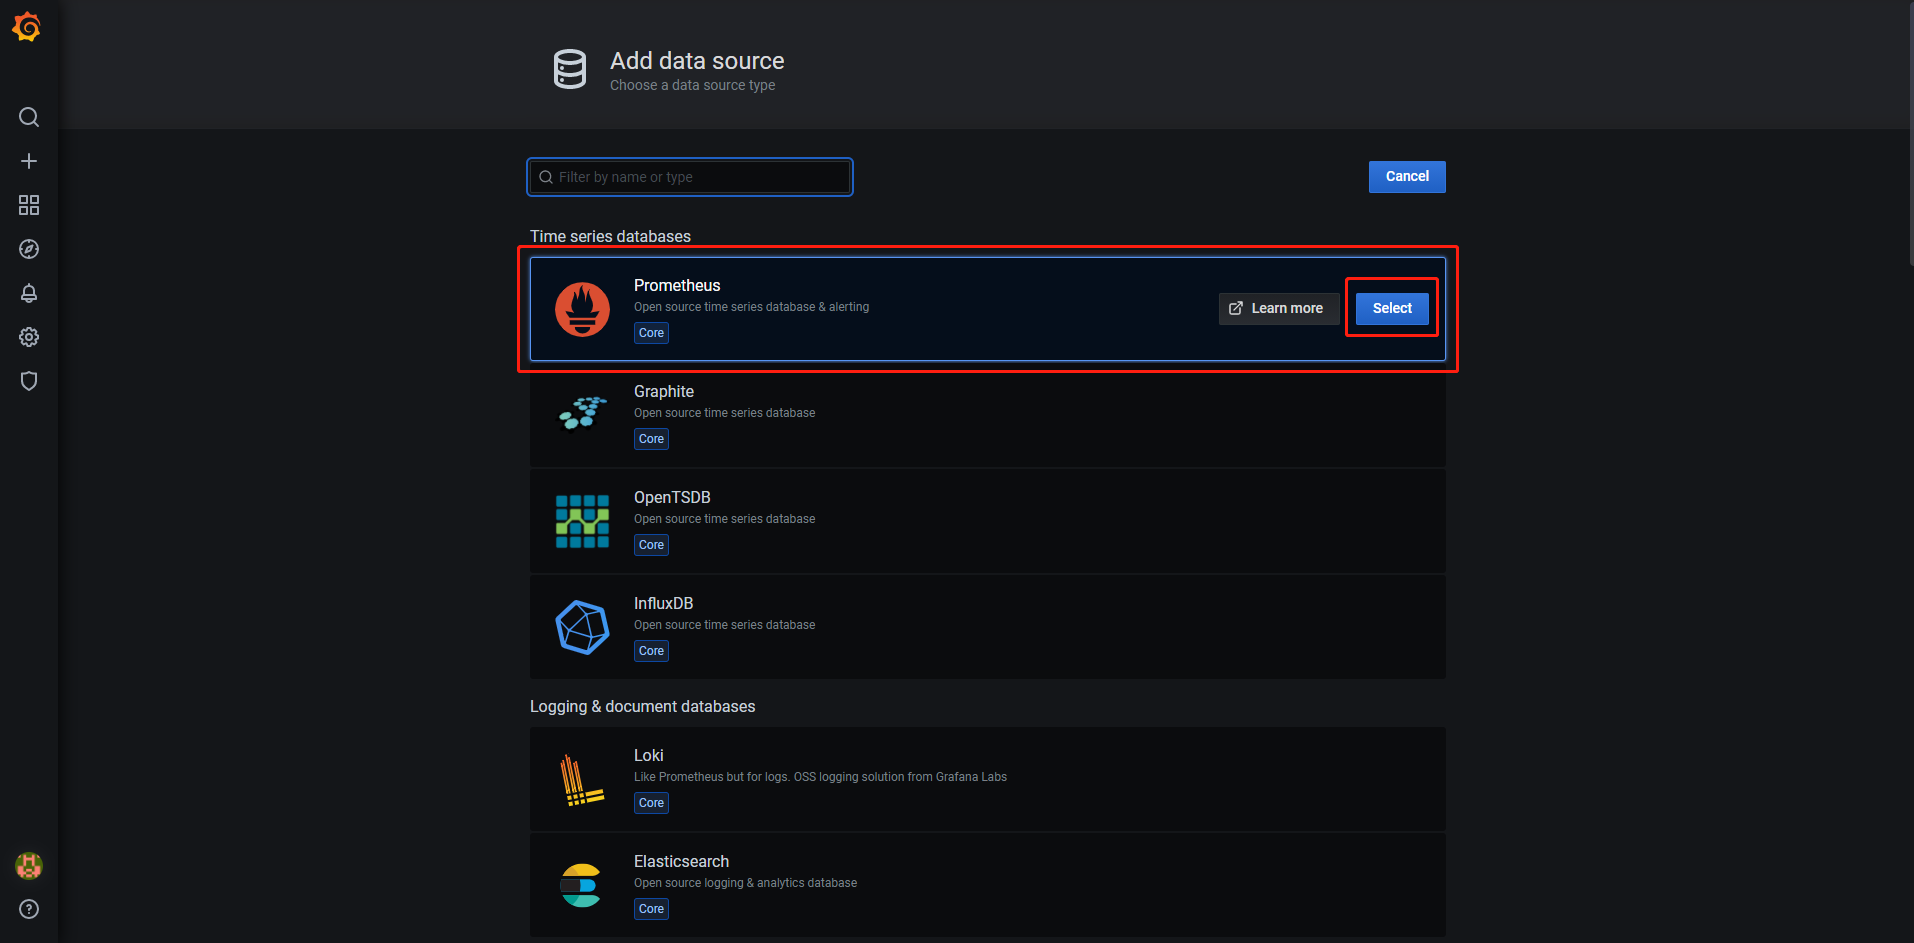 Add data source
Choose a data source type
Filter by name or type
Cancel
Time series databases
Prometheus
Open source time series database & alerting
Core
Learn more
Select
Graphite
Open source time series database
Core
OpenTSDB
Open source time series database
Core
InfluxDB
Open source time series database
Core
Logging & document databases
Loki
Like Prometheus but for logs. OSS logging solution from Grafana Labs
Core
Elasticsearch
Open source logging & analytics database
Core